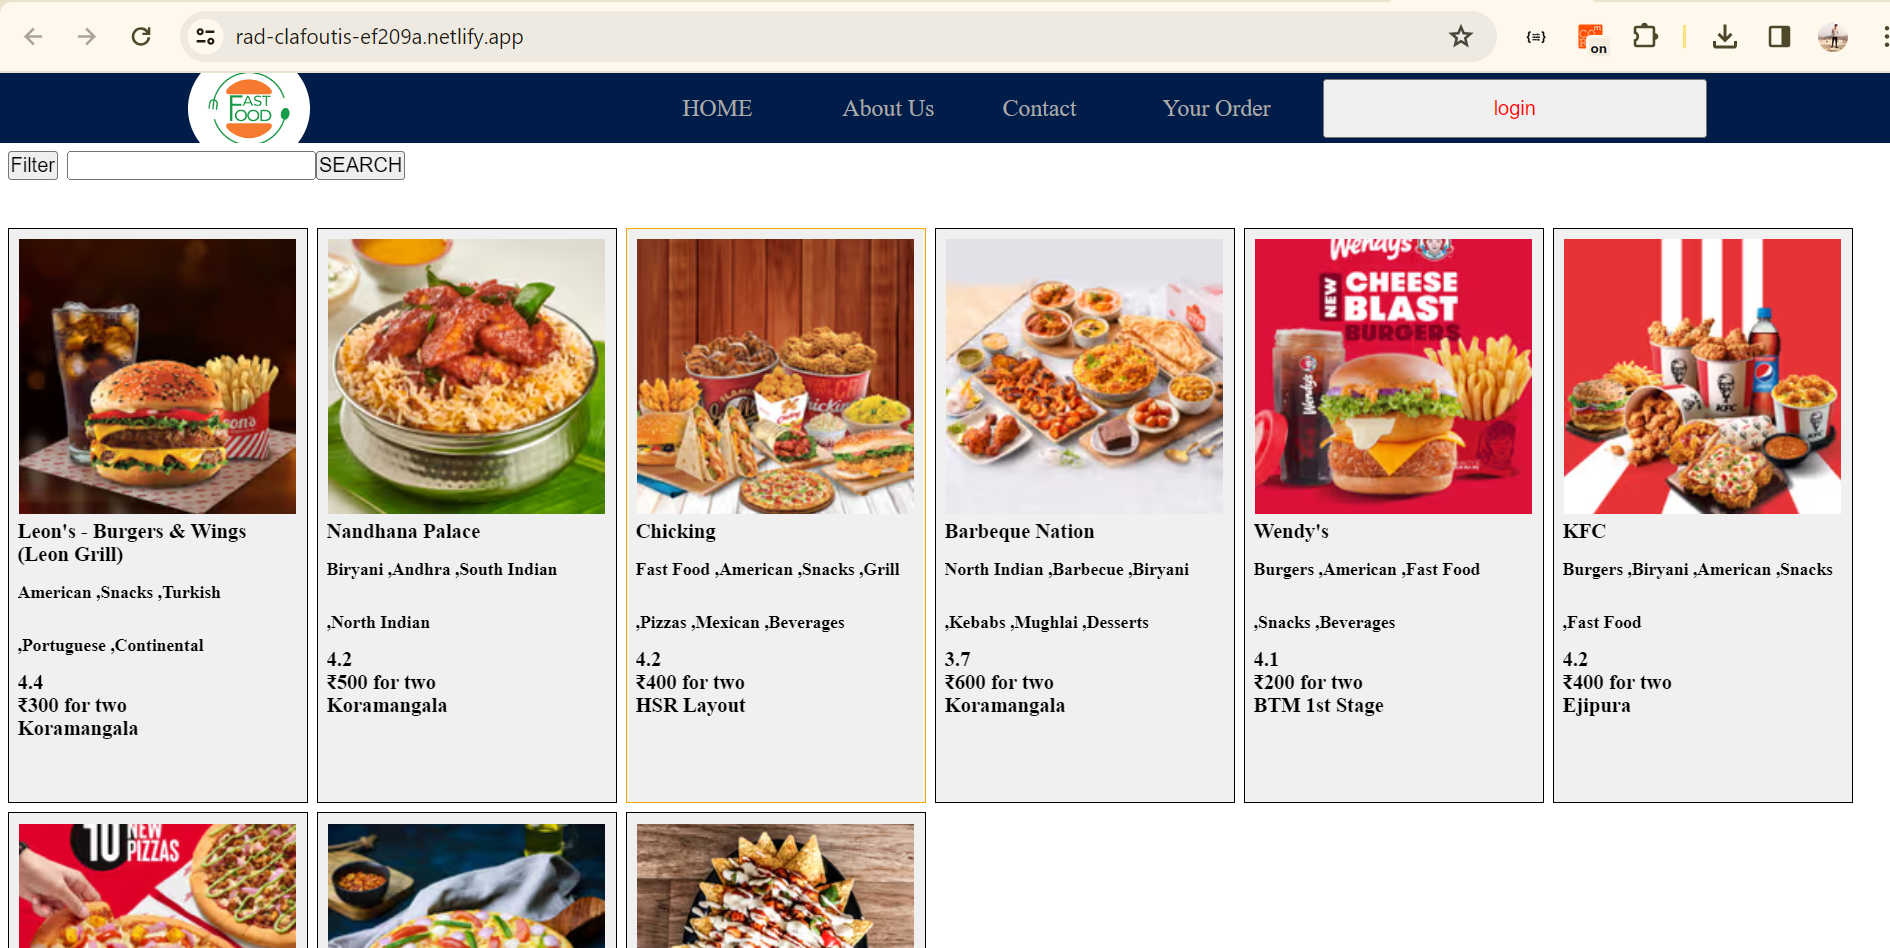 rad-clafoutis-ef209a.netlify.app
on
FAST
FOOD
HOME
About Us
Contact
Your Order
login
Filter
SEARCH
Leon's - Burgers & Wings
(Leon Grill)
American ,Snacks ,Turkish
,Portuguese ,Continental
4.4
₹300 for two
Koramangala
Nandhana Palace
Biryani ,Andhra ,South Indian
,North Indian
4.2
₹500 for two
Koramangala
Chicking
Fast Food ,American ,Snacks ,Grill
,Pizzas ,Mexican ,Beverages
4.2
₹400 for two
HSR Layout
Barbeque Nation
North Indian ,Barbecue ,Biryani
,Kebabs ,Mughlai ,Desserts
3.7
₹600 for two
Koramangala
Wendy's
NEW
CHEESE
BLAST
BURGERS
Wendy's
Wendy's
Burgers ,American ,Fast Food
,Snacks ,Beverages
4.1
₹200 for two
BTM 1st Stage
KFC
KFC
Burgers ,Biryani ,American ,Snacks
,Fast Food
4.2
₹400 for two
Ejipura
10 NEW
PIZZAS